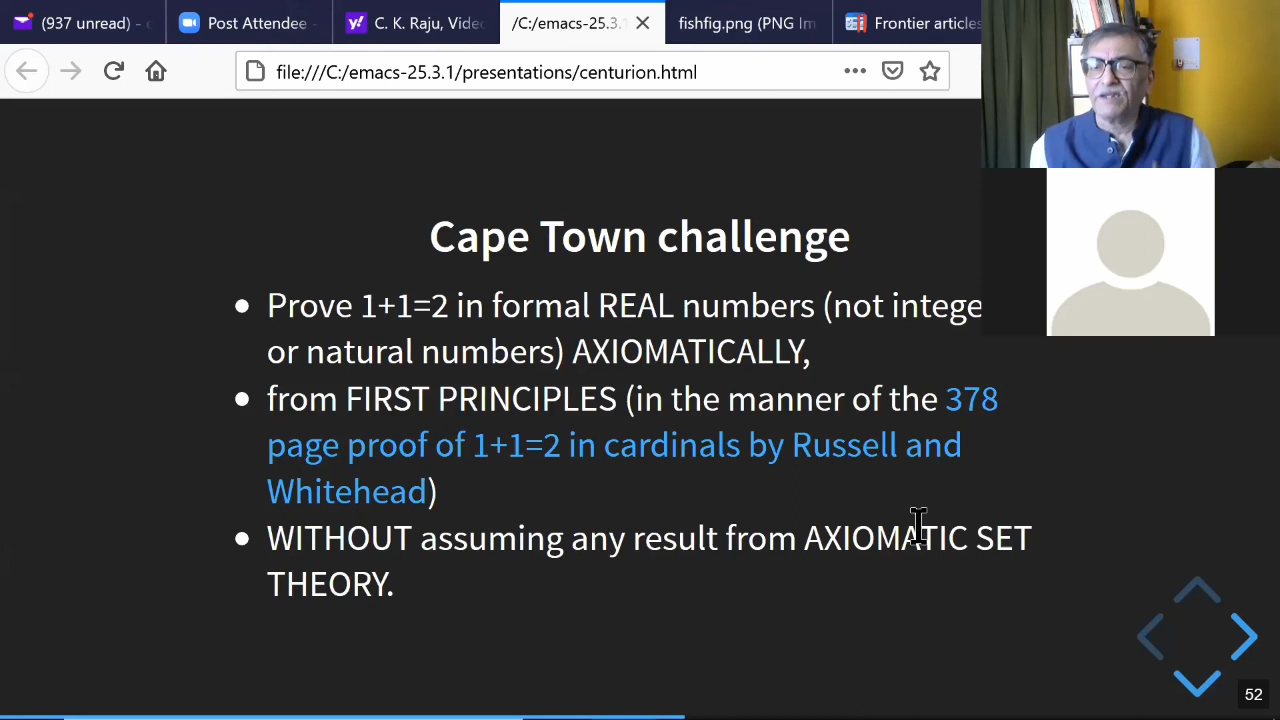 (937 unread) - c
Post Attendee -
C. K. Raju, Vide
/C:/emacs-25.3.1
fishfig.png (PNG Im
Frontier articles
file:///C:/emacs-25.3.1/presentations/centurion.html
Cape Town challenge
Prove 1+1=2 in formal REAL numbers (not intege
or natural numbers) AXIOMATICALLY,
from FIRST PRINCIPLES (in the manner of the 378
page proof of 1+1=2 in cardinals by Russell and
Whitehead)
WITHOUT assuming any result from AXIOMATIC SET
THEORY.
52